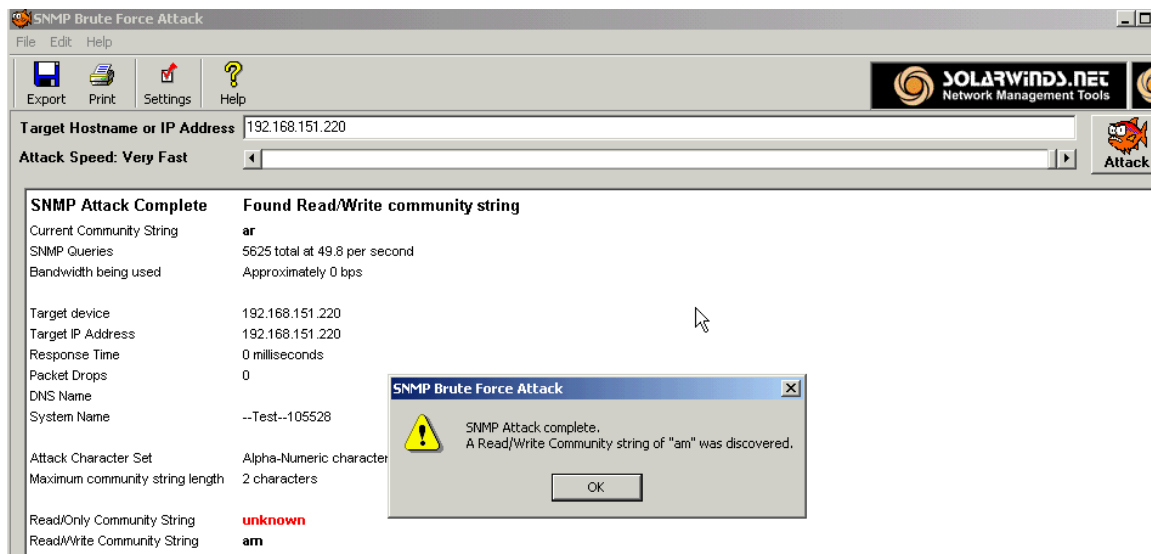 SNMP Brute Force Attack
File Edit Help
Export Print Settings Help
SOLARWINDS.NET
Network Management Tools
Target Hostname or IP Address 192.168.151.220
Attack Speed: Very Fast
Attack
SNMP Attack Complete Found Read/Write community string
Current Community String ar
SNMP Queries 5625 total at 49.8 per second
Bandwidth being used Approximately 0 bps
Target device 192.168.151.220
Target IP Address 192.168.151.220
Response Time 0 milliseconds
Packet Drops 0
DNS Name
System Name --Test--105528
Attack Character Set Alpha-Numeric character
Maximum community string length 2 characters
Read/Only Community String unknown
Read/Write Community String am
SNMP Brute Force Attack
SNMP Attack complete.
A Read/Write Community string of "am" was discovered.
OK